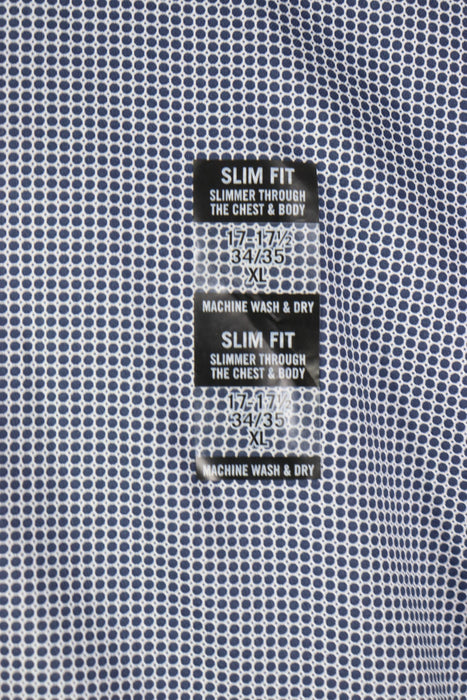 SLIM FIT
SLIMMER THROUGH
THE CHEST & BODY
17-17½
34/35
XL
MACHINE WASH & DRY
SLIM FIT
SLIMMER THROUGH
THE CHEST & BODY
17-17½
34/35
XL
MACHINE WASH & DRY